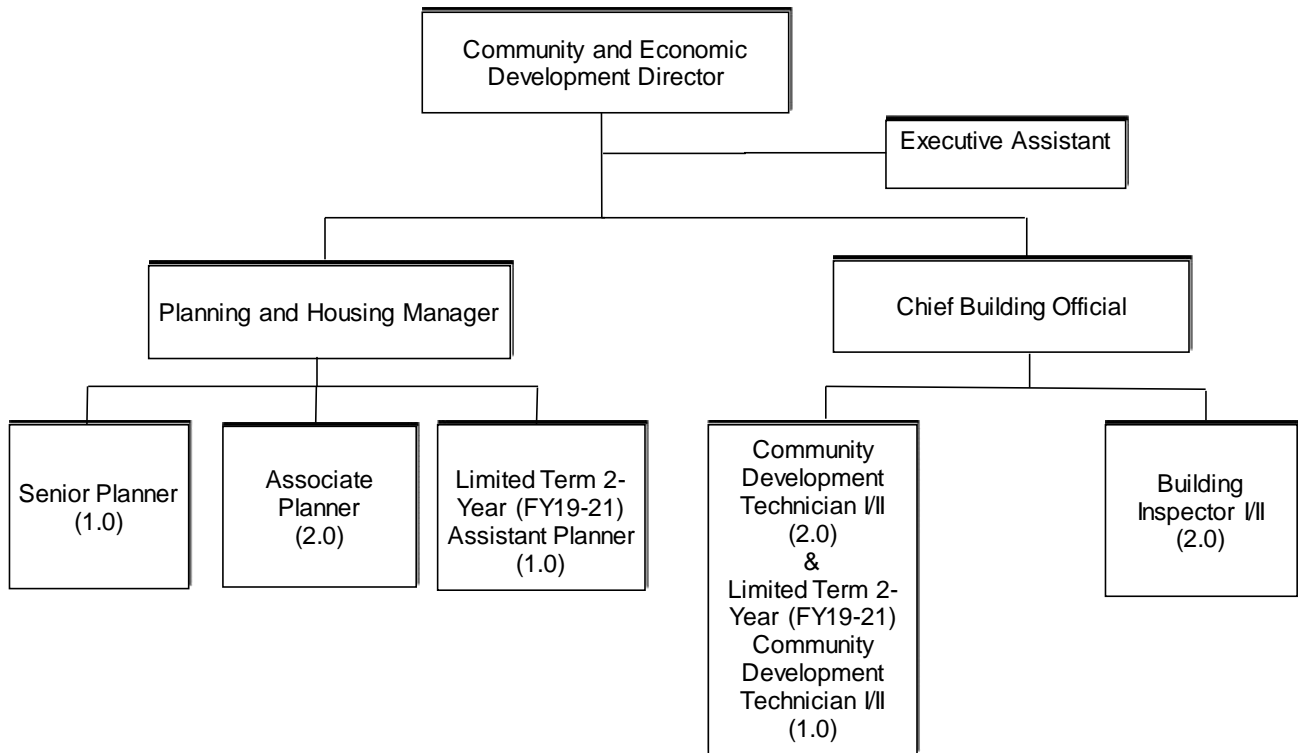 Community and Economic
Development Director
Executive Assistant
Planning and Housing Manager
Chief Building Official
Senior Planner
(1.0)
Associate
Planner
(2.0)
Limited Term 2-
Year (FY19-21)
Assistant Planner
(1.0)
Community
Development
Technician I/II
(2.0)
&
Limited Term 2-
Year (FY19-21)
Community
Development
Technician I/II
(1.0)
Building
Inspector I/II
(2.0)